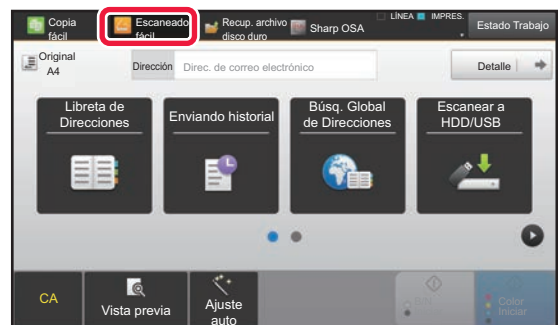 Copia
fácil
Escaneado
fácil
Recup. archivo
disco duro
Sharp OSA
LÍNEA
IMPRES.
Estado Trabajo
Original
A4
Dirección
Direc. de correo electrónico
Detalle
Libreta de
Direcciones
Enviando historial
Búsq. Global
de Direcciones
Escanear a
HDD/USB
CA
Vista previa
Ajuste
auto
Color
Iniciar